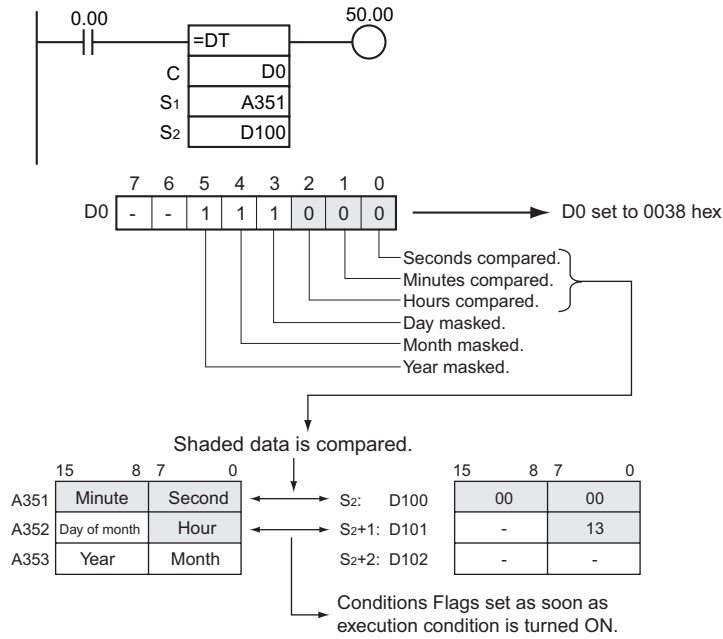 0.00
50.00
=DT
C D0
S1 A351
S2 D100
7 6 5 4 3 2 1 0
D0 - - 1 1 1 0 0 0 D0 set to 0038 hex
Seconds compared.
Minutes compared.
Hours compared.
Day masked.
Month masked.
Year masked.
Shaded data is compared.
15 8 7 0 15 8 7 0
A351 Minute Second S2: D100 00 00
A352 Day of month Hour S2+1: D101 - 13
A353 Year Month S2+2: D102 - -
Conditions Flags set as soon as
execution condition is turned ON.